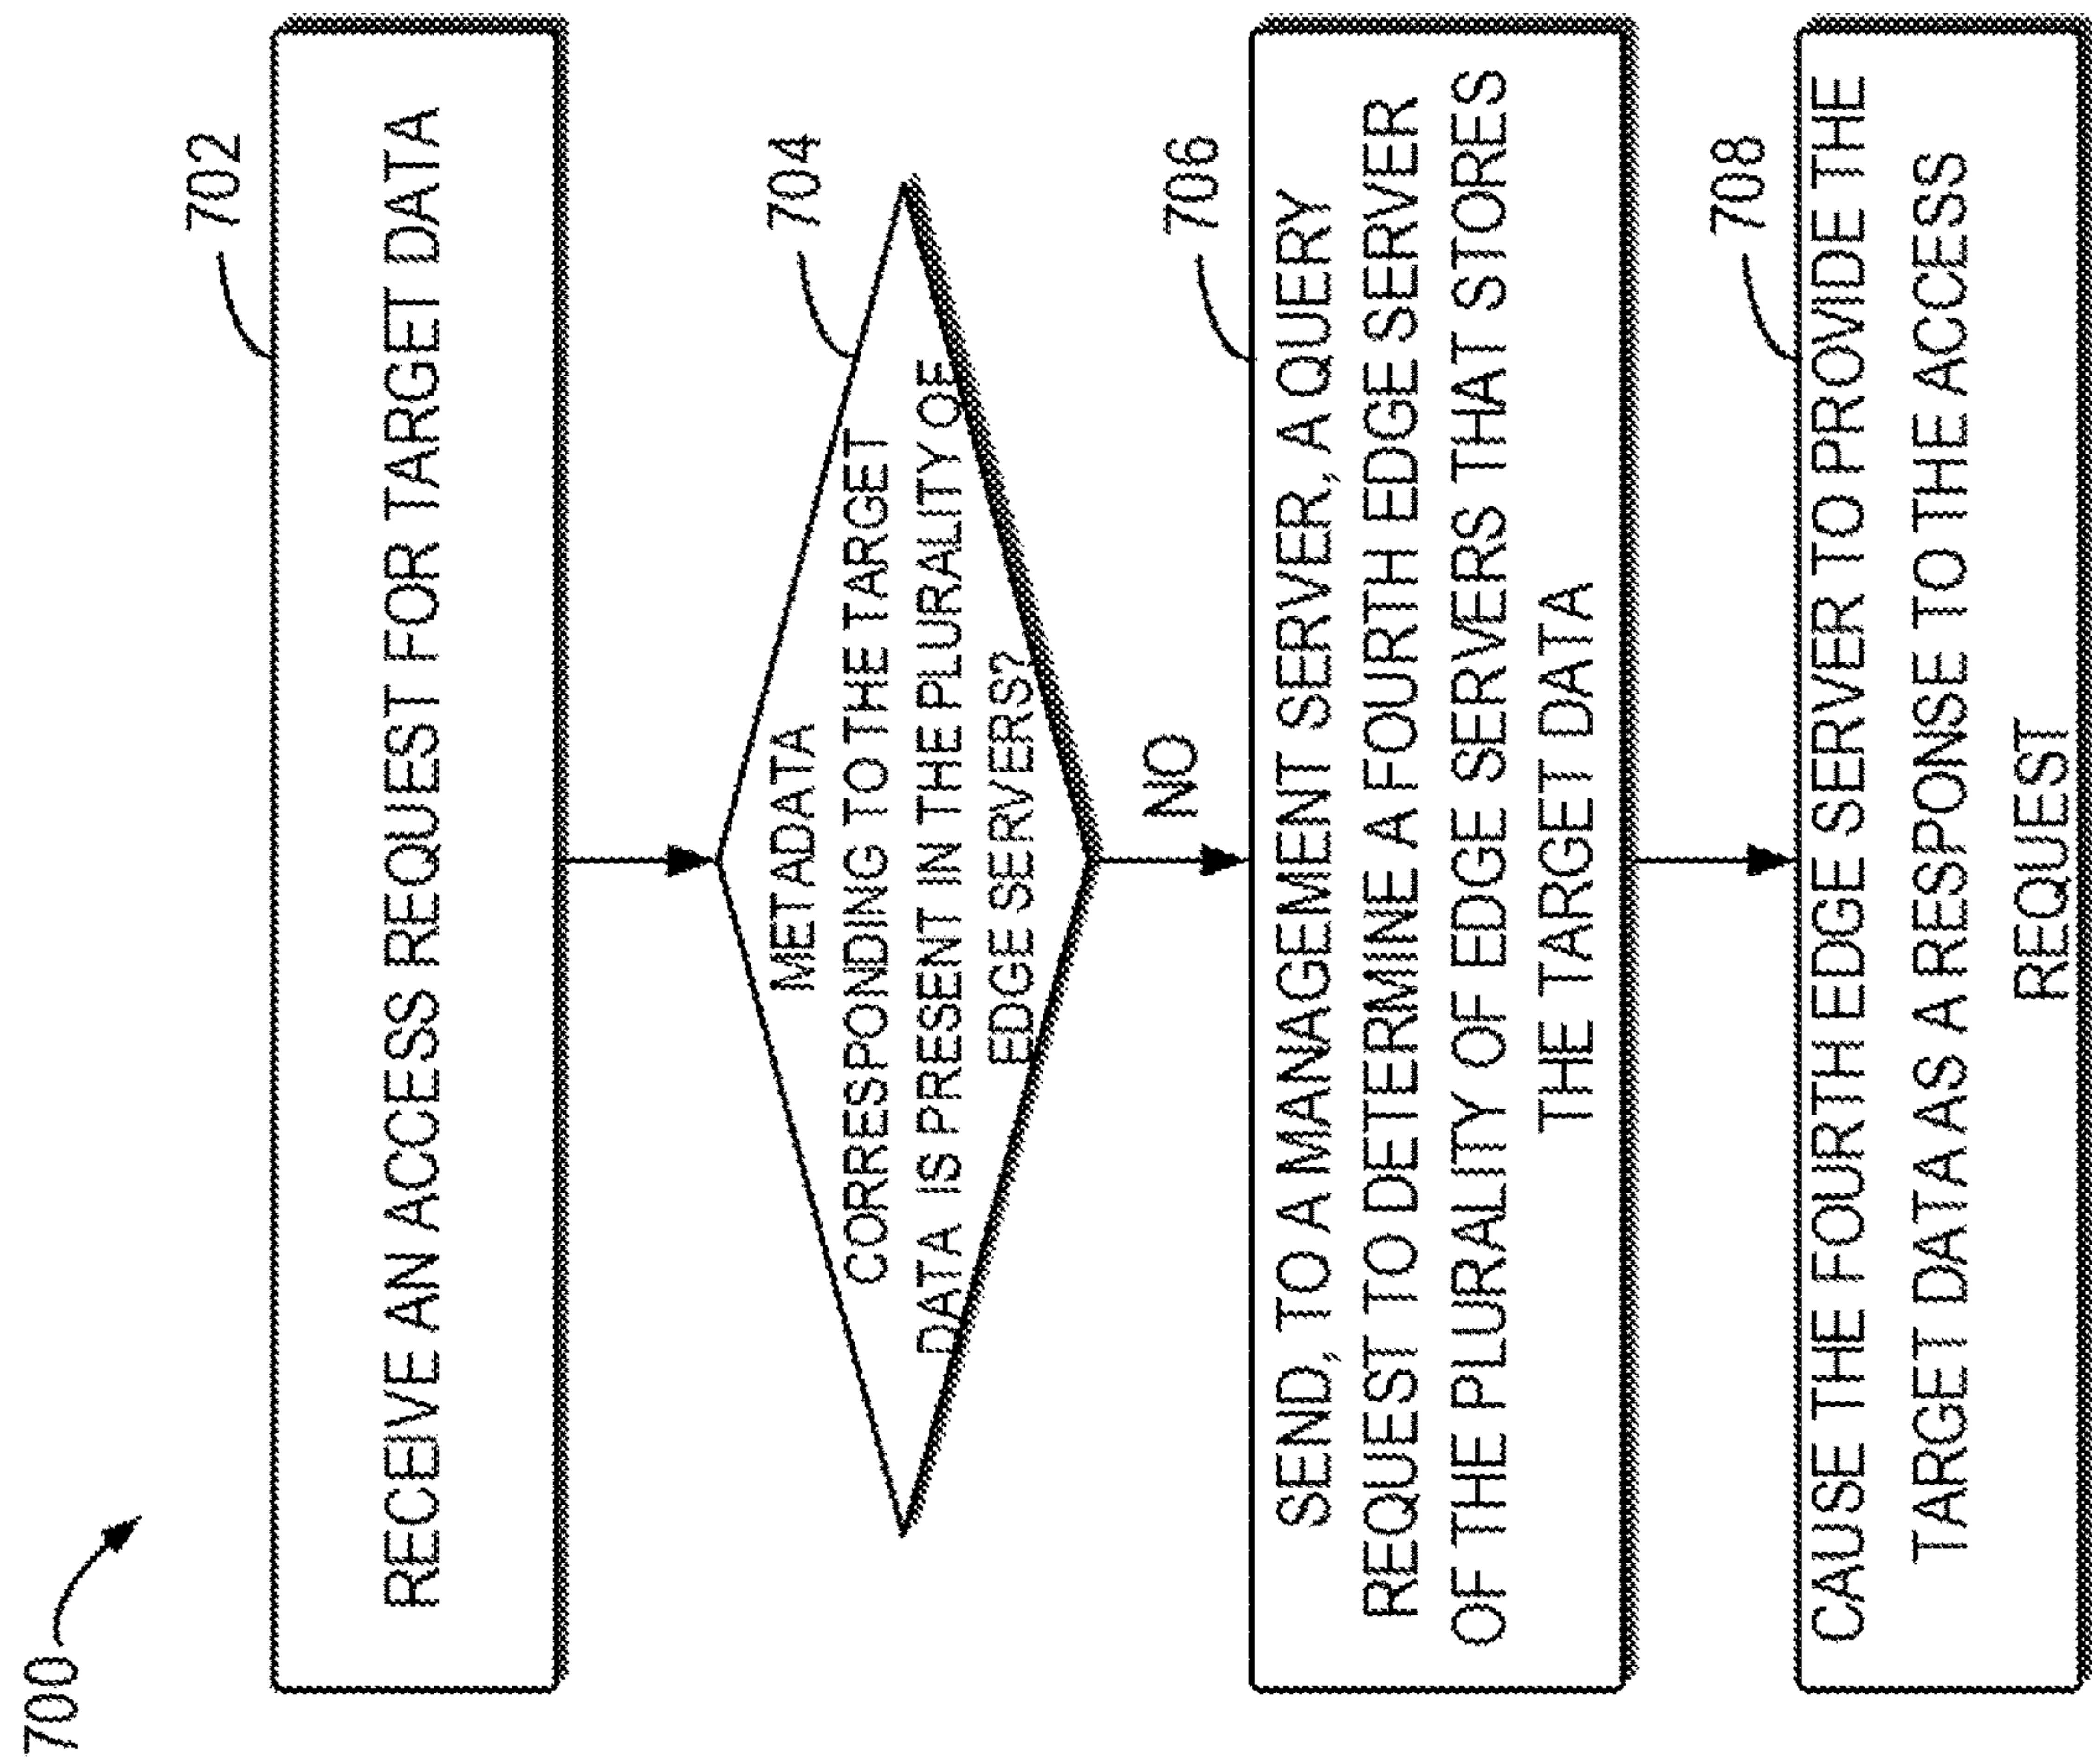 700
702
RECEIVE AN ACCESS REQUEST FOR TARGET DATA
704
METADATA
CORRESPONDING TO THE TARGET
DATA IS PRESENT IN THE PLURALITY OF
EDGE SERVERS?
NO
706
SEND, TO A MANAGEMENT SERVER, A QUERY
REQUEST TO DETERMINE A FOURTH EDGE SERVER
OF THE PLURALITY OF EDGE SERVERS THAT STORES
THE TARGET DATA
708
CAUSE THE FOURTH EDGE SERVER TO PROVIDE THE
TARGET DATA AS A RESPONSE TO THE ACCESS
REQUEST